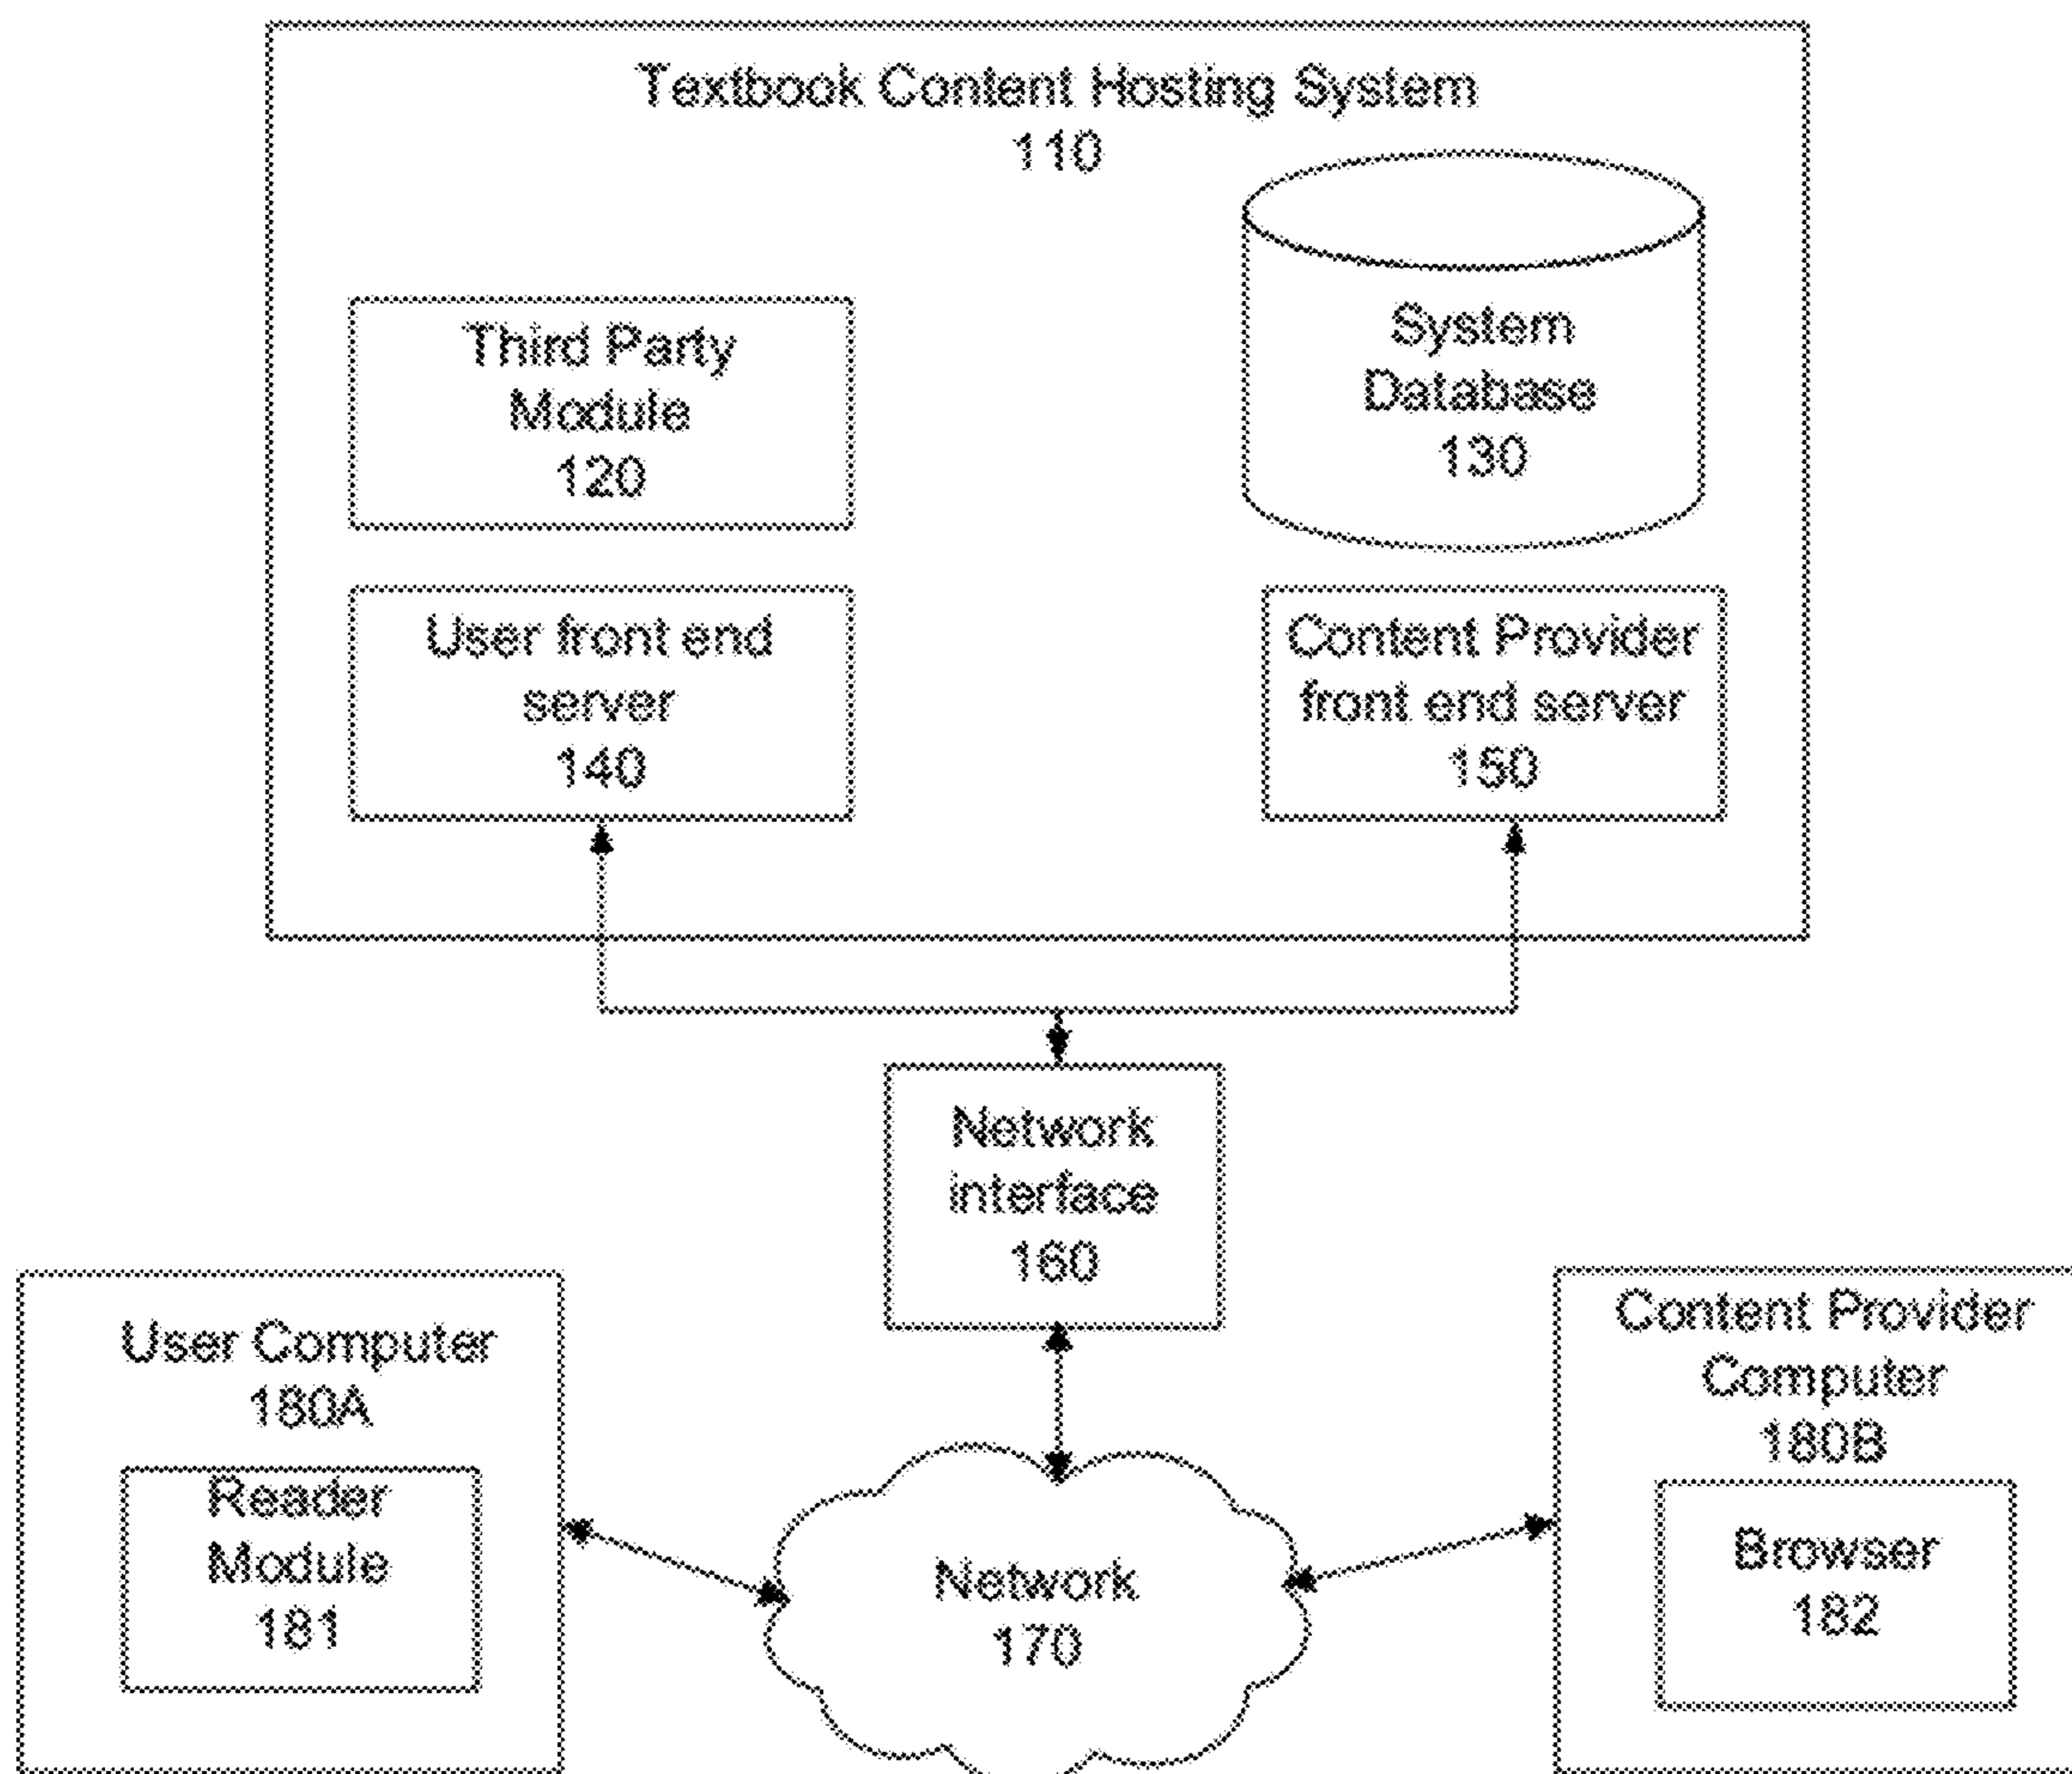 Textbook Content Hosting System
110
Third Party
Module
120
System
Database
130
User front end
server
140
Content Provider
front end server
150
Network
interface
160
User Computer
180A
Reader
Module
181
Network
170
Content Provider
Computer
180B
Browser
182